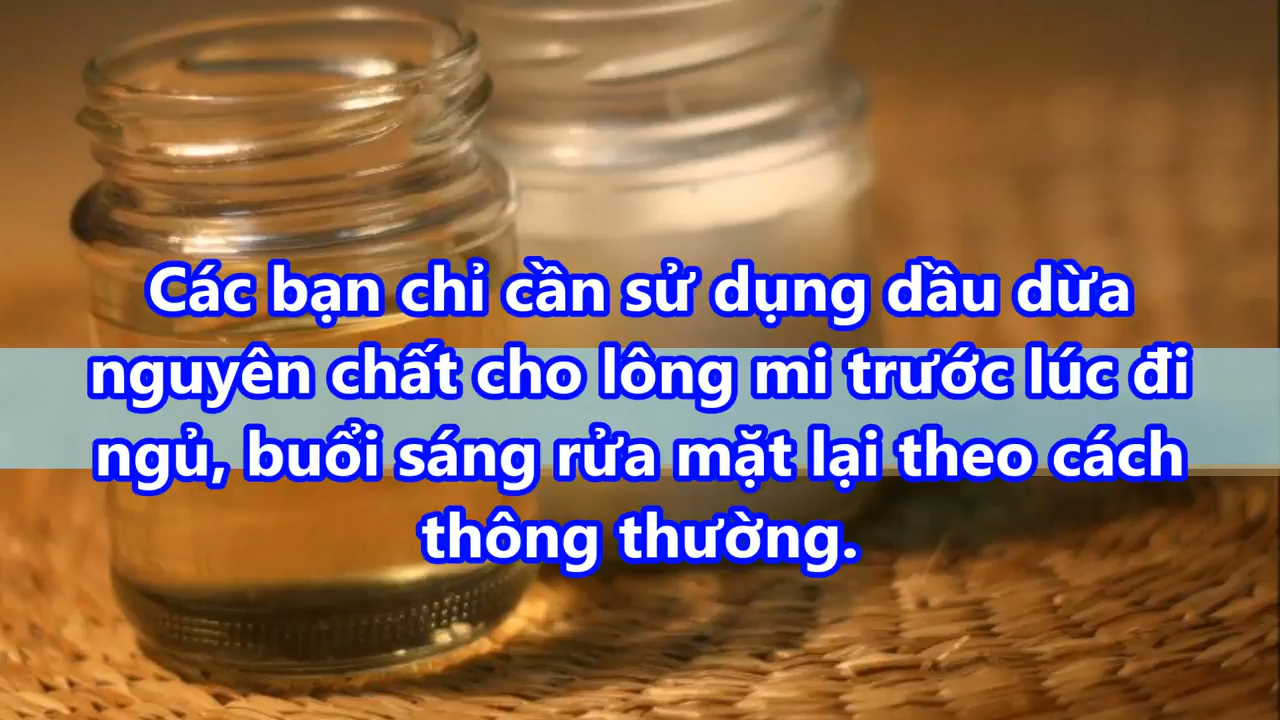 Các bạn chỉ cần sử dụng dầu dừa
nguyên chất cho lông mi trước lúc đi
ngủ, buổi sáng rửa mặt lại theo cách
thông thường.